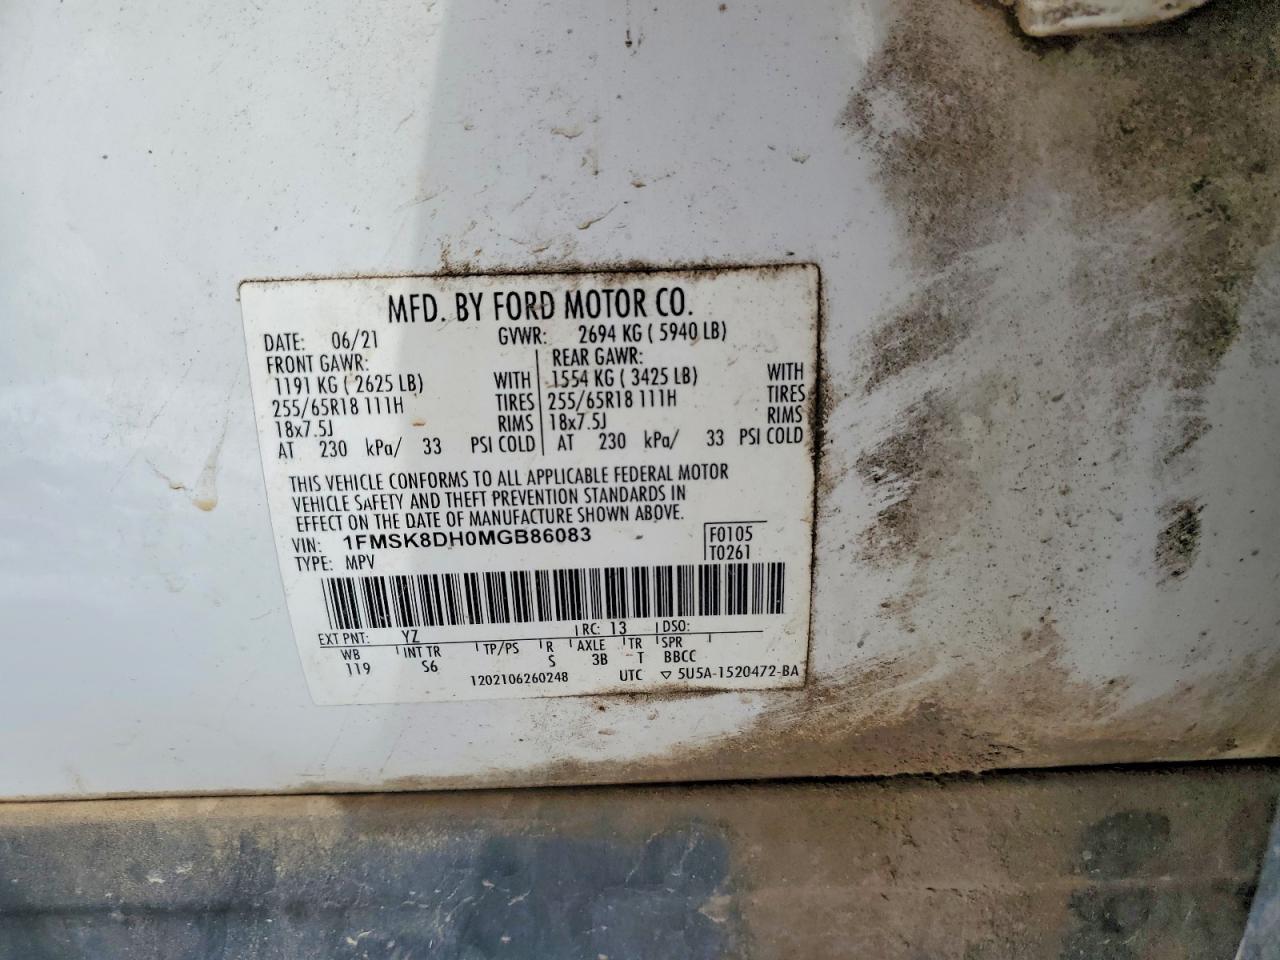 MFD. BY FORD MOTOR CO.
DATE: 06/21 GVWR: 2694 KG ( 5940 LB)
FRONT GAWR: REAR GAWR:
1191 KG ( 2625 LB) WITH 1554 KG ( 3425 LB) WITH
255/65R18 111H TIRES 255/65R18 111H TIRES
18x7.5J RIMS 18x7.5J RIMS
AT 230 kPa/ 33 PSI COLD AT 230 kPa/ 33 PSI COLD
THIS VEHICLE CONFORMS TO ALL APPLICABLE FEDERAL MOTOR
VEHICLE SAFETY AND THEFT PREVENTION STANDARDS IN
EFFECT ON THE DATE OF MANUFACTURE SHOWN ABOVE.
VIN: 1FMSK8DH0MGB86083 F0105
TYPE: MPV T0261
EXT PNT: YZ RC: 13 DSO:
WB INT TR TP/PS R AXLE TR SPR
119 S6 S 3B T BBCC
1202106260248 UTC ▽ 5U5A-1520472-BA